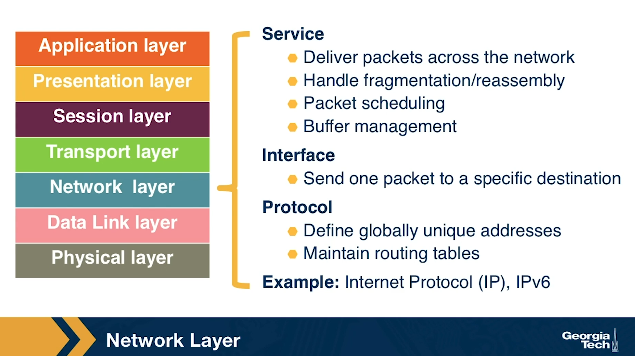 Application layer
Presentation layer
Session layer
Transport layer
Network layer
Data Link layer
Physical layer
Service
Deliver packets across the network
Handle fragmentation/reassembly
Packet scheduling
Buffer management
Interface
Send one packet to a specific destination
Protocol
Define globally unique addresses
Maintain routing tables
Example: Internet Protocol (IP), IPv6
Network Layer
Georgia
Tech